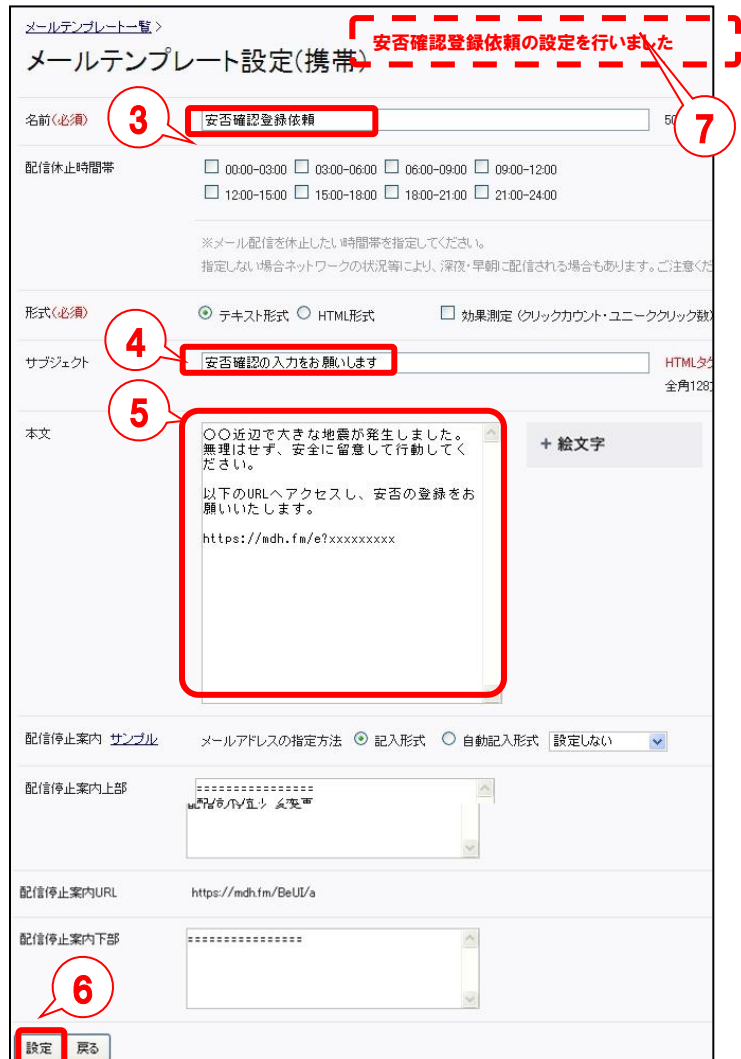 メールテンプレート一覧 >
メールテンプレート設定(携帯)
安否確認登録依頼の設定を行いました
7
名前(必須)
3
安否確認登録依頼
配信休止時間帯
00:00-03:00 03:00-06:00 06:00-09:00 09:00-12:00
12:00-15:00 15:00-18:00 18:00-21:00 21:00-24:00
※メール配信を休止したい時間帯を指定してください。
指定しない場合ネットワークの状況等により、深夜・早朝に配信される場合もあります。ご注意くだ
形式(必須)
テキスト形式 HTML形式 効果測定 (クリックカウント・ユニーククリック数)
4
サブジェクト
安否確認の入力をお願いします
HTMLタグ
全角128文
5
本文
〇〇近辺で大きな地震が発生しました。
無理はせず、安全に留意して行動してく
ださい。
以下のURLへアクセスし、安否の登録をお
願いいたします。
https://mdh.fm/e?xxxxxxxxx
+ 絵文字
配信停止案内 サンプル メールアドレスの指定方法 記入形式 自動記入形式 設定しない
配信停止案内上部
================
配信停止案内URL https://mdh.fm/BeUI/a
配信停止案内下部
================
6
設定 戻る